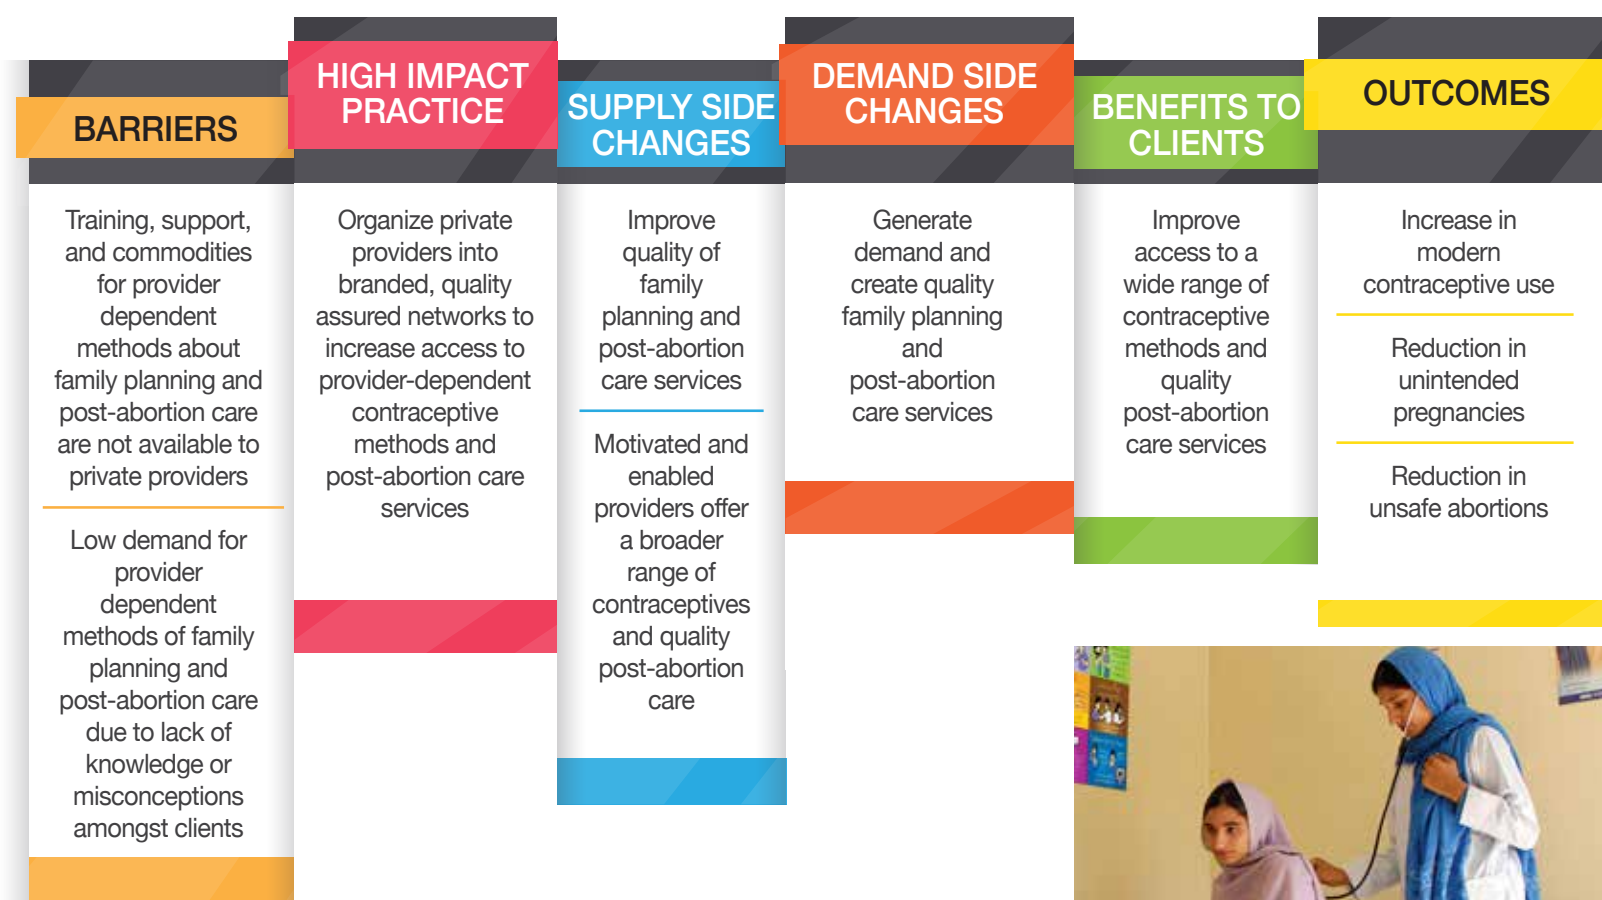 BARRIERS
Training, support,
and commodities
for provider
dependent
methods about
family planning and
post-abortion care
are not available to
private providers
Low demand for
provider
dependent
methods of family
planning and
post-abortion care
due to lack of
knowledge or
misconceptions
amongst clients
HIGH IMPACT
PRACTICE
Organize private
providers into
branded, quality
assured networks to
increase access to
provider-dependent
contraceptive
methods and
post-abortion care
services
SUPPLY SIDE
CHANGES
Improve
quality of
family
planning and
post-abortion
care services
Motivated and
enabled
providers offer
a broader
range of
contraceptives
and quality
post-abortion
care
DEMAND SIDE
CHANGES
Generate
demand and
create quality
family planning
and
post-abortion
care services
BENEFITS TO
CLIENTS
Improve
access to a
wide range of
contraceptive
methods and
quality
post-abortion
care services
OUTCOMES
Increase in
modern
contraceptive use
Reduction in
unintended
pregnancies
Reduction in
unsafe abortions